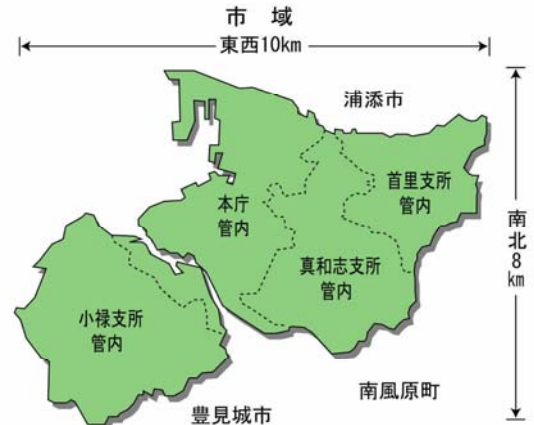 市 域
東西10km
浦添市
首里支所
管内
本庁
管内
南北8km
真和志支所
管内
小禄支所
管内
南風原町
豊見城市